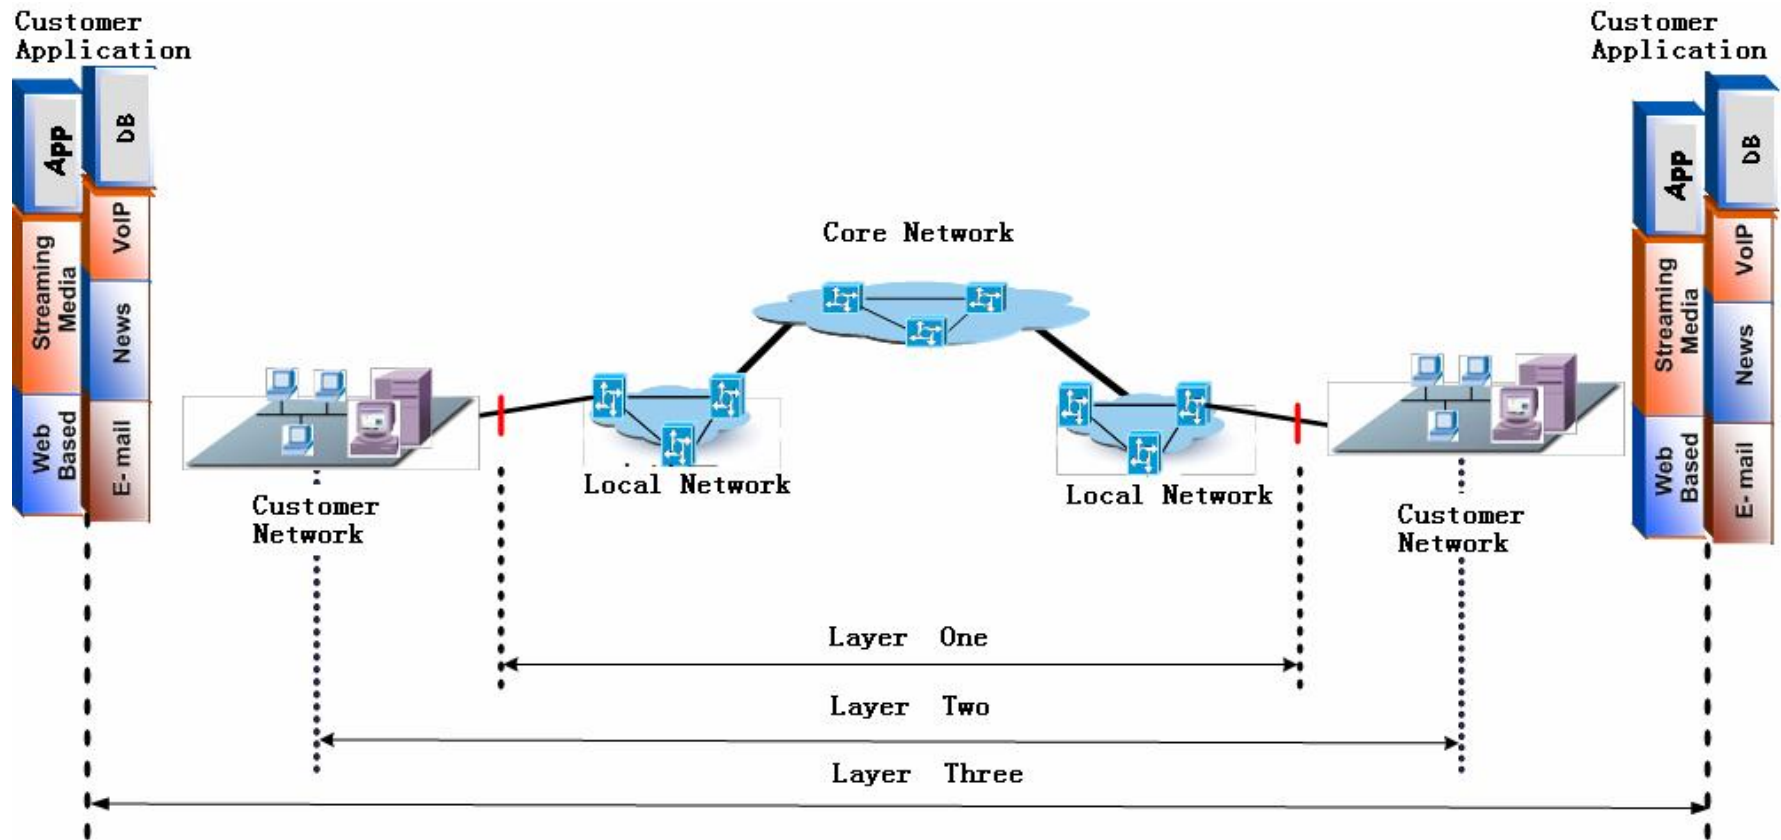 Customer
Application
App
DB
Streaming
Media
VoIP
News
Web
Based
E- mail
Customer
Network
Local Network
Core Network
Local Network
Customer
Network
Customer
Application
App
DB
Streaming
Media
VoIP
News
Web
Based
E- mail
Layer One
Layer Two
Layer Three